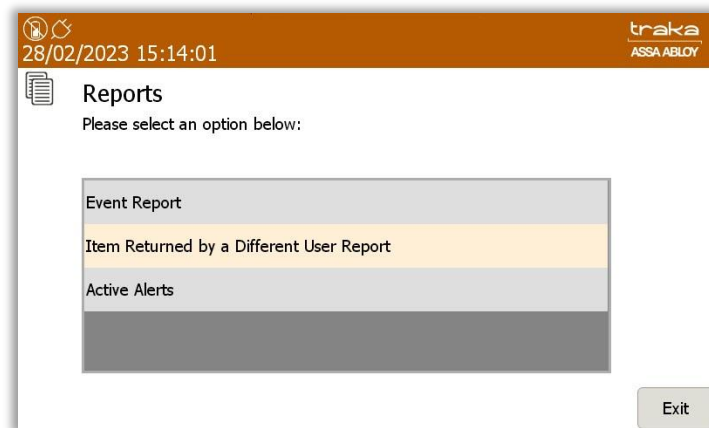 traka
28/02/2023 15:14:01
ASSA ABLOY
Reports
Please select an option below:
Event Report
Item Returned by a Different User Report
Active Alerts
Exit